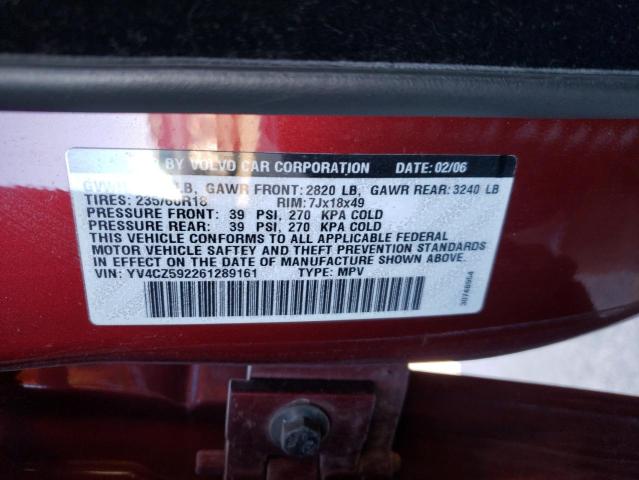 BY VOLVO CAR CORPORATION DATE: 02/06
LB, GAWR FRONT: 2820 LB, GAWR REAR: 3240 LB
TIRES: 235/60R18 RIM: 7Jx18x49
PRESSURE FRONT: 39 PSI, 270 KPA COLD
PRESSURE REAR: 39 PSI, 270 KPA COLD
THIS VEHICLE CONFORMS TO ALL APPLICABLE FEDERAL
MOTOR VEHICLE SAFTEY AND THEFT PREVENTION STANDARDS
IN EFFECT ON THE DATE OF MANUFACTURE SHOWN ABOVE.
VIN: YV4CZ592261289161 TYPE: MPV
30748954